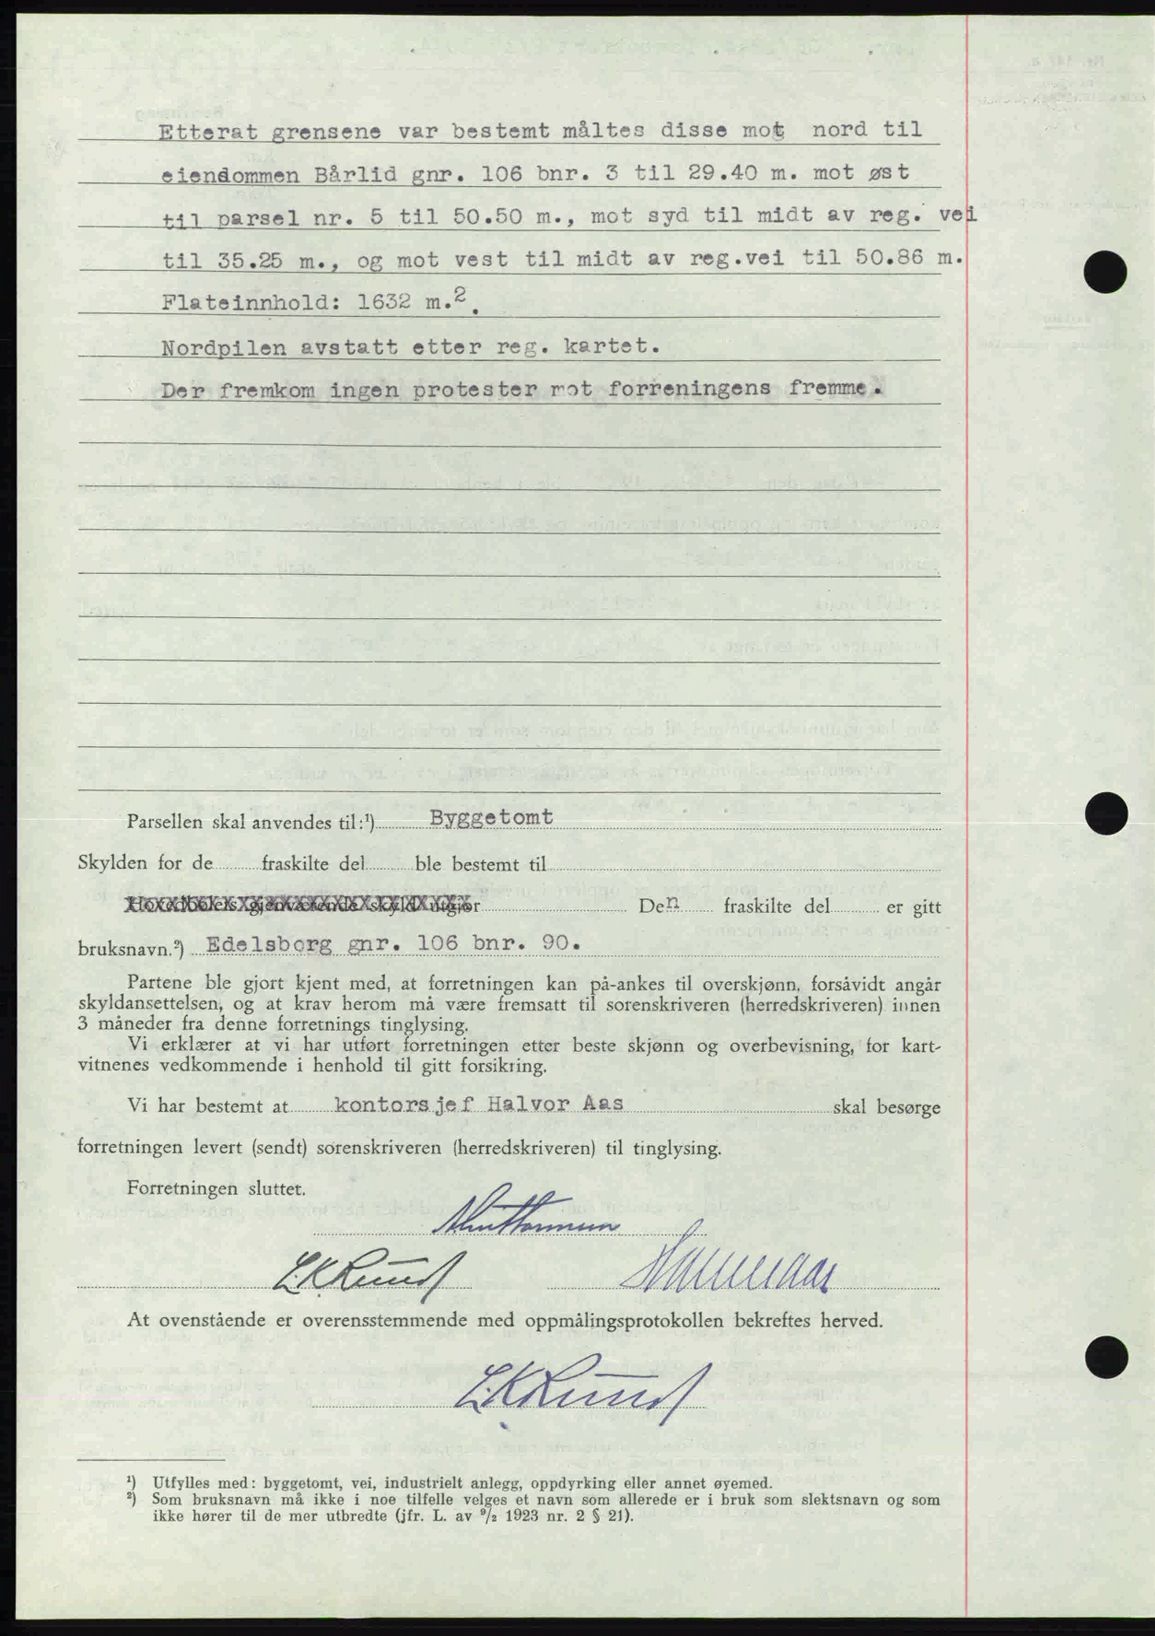 Etterat grensene var bestemt måltes disse mot nord til
eiendommen Bårlid gnr. 106 bnr. 3 til 29.40 m. mot øst
til parsel nr. 5 til 50.50 m., mot syd til midt av reg. vei
til 35.25 m., og mot vest til midt av reg.vei til 50.86 m.
Flateinnhold: 1632 m.².
Nordpilen avstatt etter reg. kartet.
Der fremkom ingen protester mot forreningens fremme.
Parsellen skal anvendes til:¹) Byggetomt
Skylden for de fraskilte del ble bestemt til
Hovedbølets gjenværende skyld utgjør Den fraskilte del er gitt
bruksnavn.²) Edelsborg gnr. 106 bnr. 90.
Partene ble gjort kjent med, at forretningen kan på-ankes til overskjønn, forsåvidt angår
skyldansettelsen, og at krav herom må være fremsatt til sorenskriveren (herredskriveren) innen
3 måneder fra denne forretnings tinglysing.
Vi erklærer at vi har utført forretningen etter beste skjønn og overbevisning, for kart-
vitnenes vedkommende i henhold til gitt forsikring.
Vi har bestemt at kontorsjef Halvor Aas skal besørge
forretningen levert (sendt) sorenskriveren (herredskriveren) til tinglysing.
Forretningen sluttet.
L.K.Rund
At ovenstående er overensstemmende med oppmålingsprotokollen bekreftes herved.
L.K.Rund
¹) Utfylles med: byggetomt, vei, industrielt anlegg, oppdyrking eller annet øyemed.
²) Som bruksnavn må ikke i noe tilfelle velges et navn som allerede er i bruk som slektsnavn og som
ikke hører til de mer utbredte (jfr. L. av ⁹/₂ 1923 nr. 2 § 21).